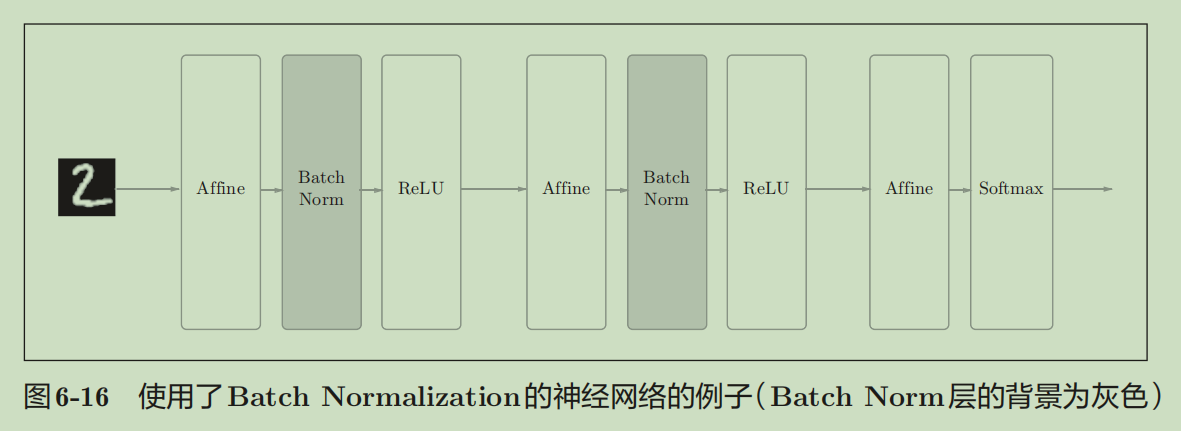 2
Affine
Batch
Norm
ReLU
Affine
Batch
Norm
ReLU
Affine
Softmax
图6-16 使用了Batch Normalization的神经网络的例子(Batch Norm层的背景为灰色)